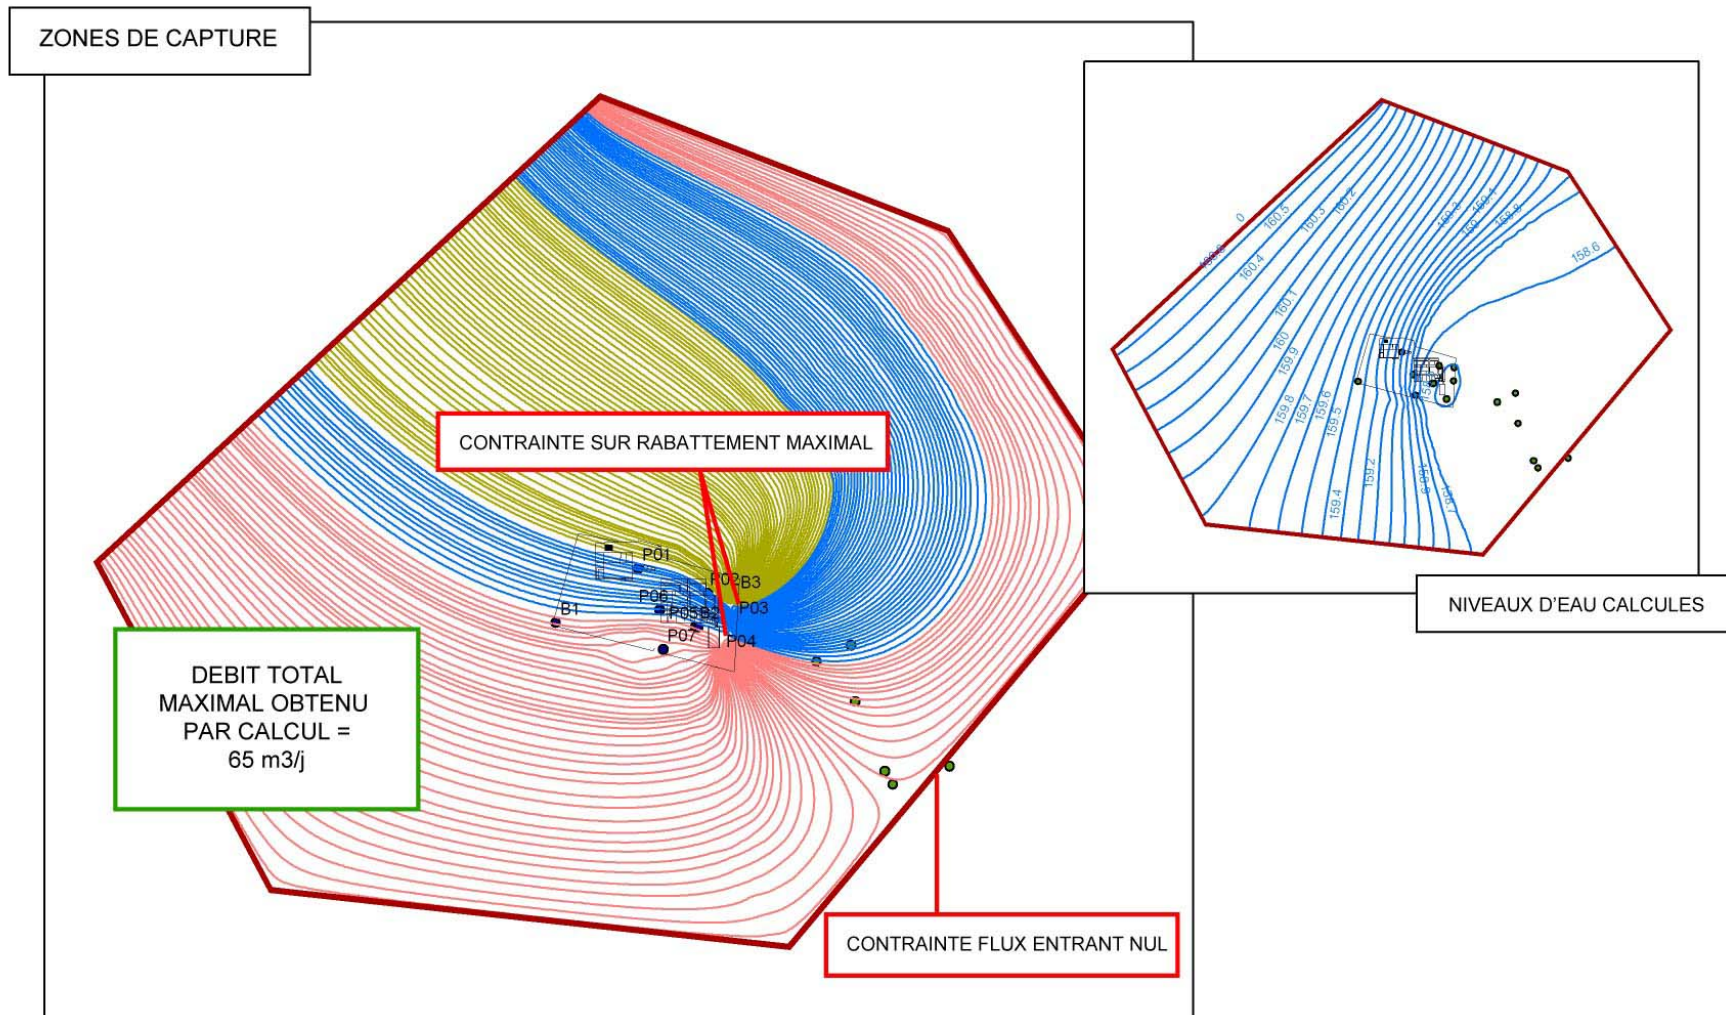 ZONES DE CAPTURE
CONTRAINTE SUR RABATTEMENT MAXIMAL
P01
P02
B3
P06
P03
B1
P05
B2
P07
P04
DEBIT TOTAL
MAXIMAL OBTENU
PAR CALCUL =
65 m3/j
CONTRAINTE FLUX ENTRANT NUL
0
160.5
160.3
160.2
160.4
160.1
160
159.9
159.8
159.7
159.6
159.5
159.4
159.2
158.7
158.6
NIVEAUX D'EAU CALCULES